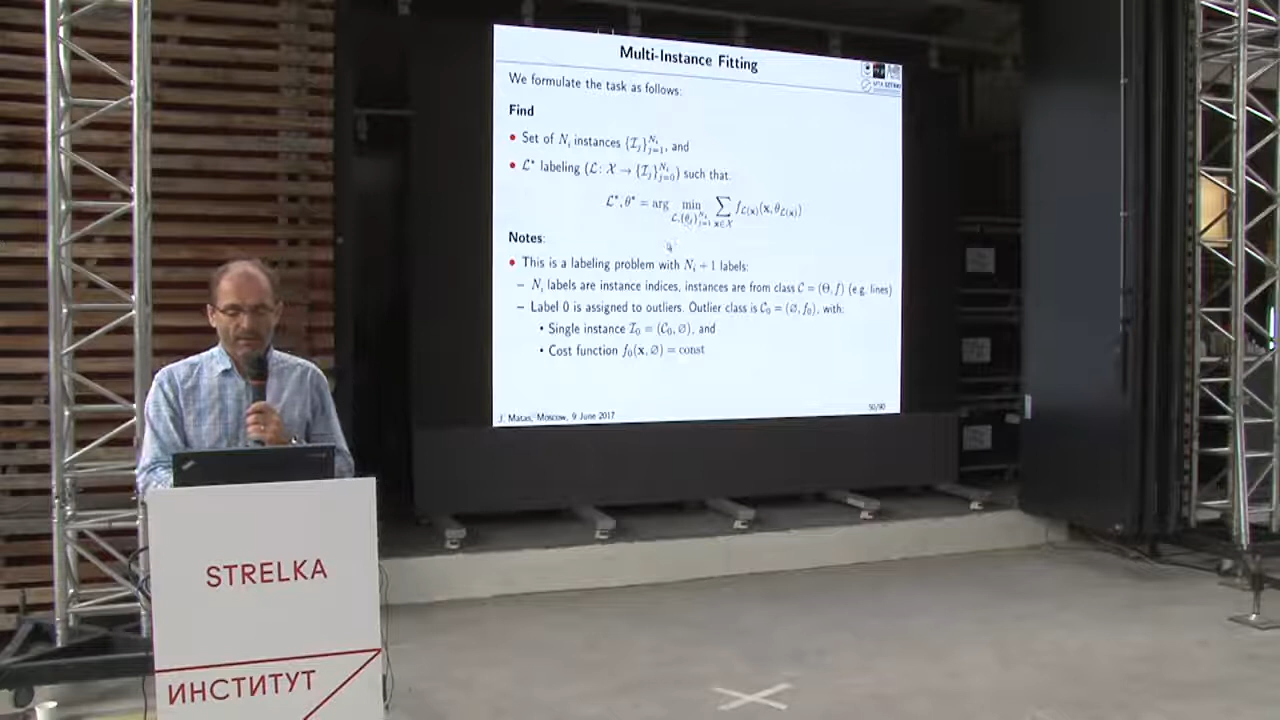 Multi-Instance Fitting
We formulate the task as follows:
Find
• Set of N_i instances {I_j}_{j=1}^{N_i}, and
• L* labeling (L: X → {I_j}_{j=0}^{N_i}) such that:
L*, θ* = arg min_{L,{θ_j}_{j=1}^{N_i}} ∑_{x∈X} f_{L(x)}(x, θ_{L(x)})
Notes:
• This is a labeling problem with N_i + 1 labels:
– N_i labels are instance indices, instances are from class C = (Θ, f) (e.g. lines)
– Label 0 is assigned to outliers. Outlier class is C_0 = (∅, f_0), with:
• Single instance I_0 = (C_0, ∅), and
• Cost function f_0(x, ∅) = const
J. Matas, Moscow, 9 June 2017
50/90
STRELKA
ИНСТИТУТ